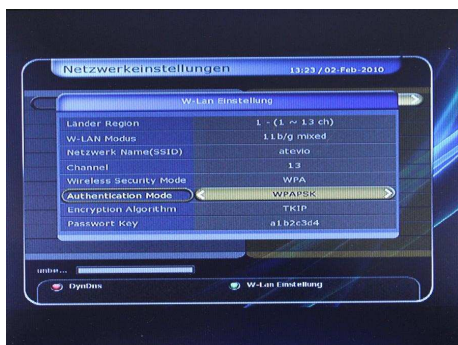 Netzwerkeinstellungen 13:23 / 02-Feb-2010
W-Lan Einstellung
Länder Region 1 - (1 ~ 13 ch)
W-LAN Modus 11b/g mixed
Netzwerk Name(SSID) atevio
Channel 13
Wireless Security Mode WPA
Authentication Mode WPAPSK
Encryption Algorithm TKIP
Passwort Key a1b2c3d4
DynDns W-Lan Einstellung